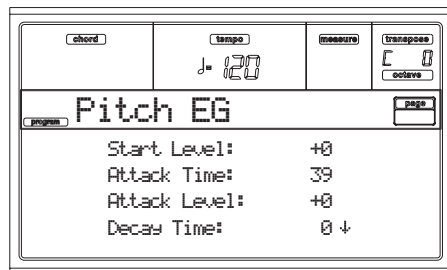 chord tempo measure transpose
♩= 120 C 0
octave
program Pitch EG page
Start Level: +0
Attack Time: 39
Attack Level: +0
Decay Time: 0 ↓